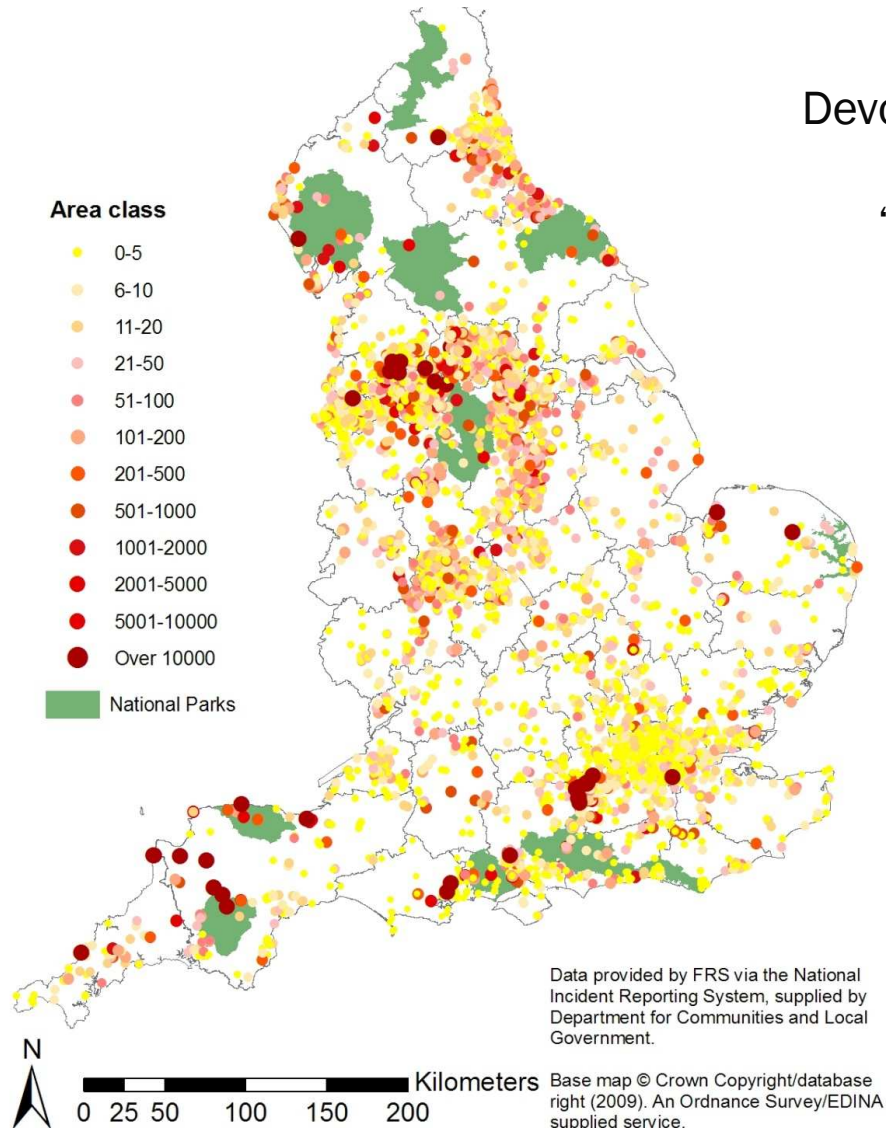 Devo
“
Area class
0-5
6-10
11-20
21-50
51-100
101-200
201-500
501-1000
1001-2000
2001-5000
5001-10000
Over 10000
National Parks
Data provided by FRS via the National
Incident Reporting System, supplied by
Department for Communities and Local
Government.
N
Kilometers
0 25 50 100 150 200
Base map © Crown Copyright/database
right (2009). An Ordnance Survey/EDINA
supplied service.